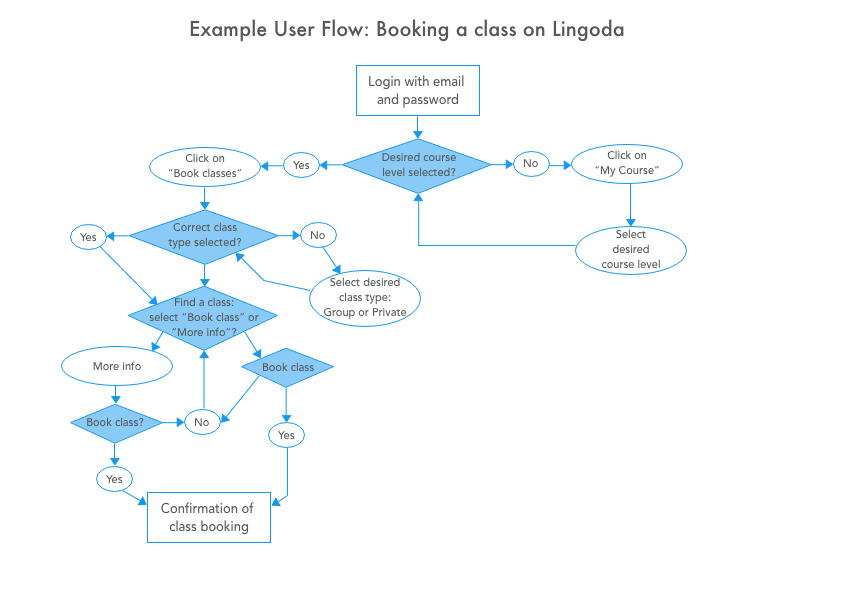 Example User Flow: Booking a class on Lingoda
Login with email
and password
Desired course
level selected?
Yes
No
Click on
“Book classes”
Click on
“My Course”
Correct class
type selected?
Yes
No
Select
desired
course level
Select desired
class type:
Group or Private
Find a class:
select “Book class” or
“More info”?
More info
Book class
Book class?
No
Yes
Yes
Confirmation of
class booking